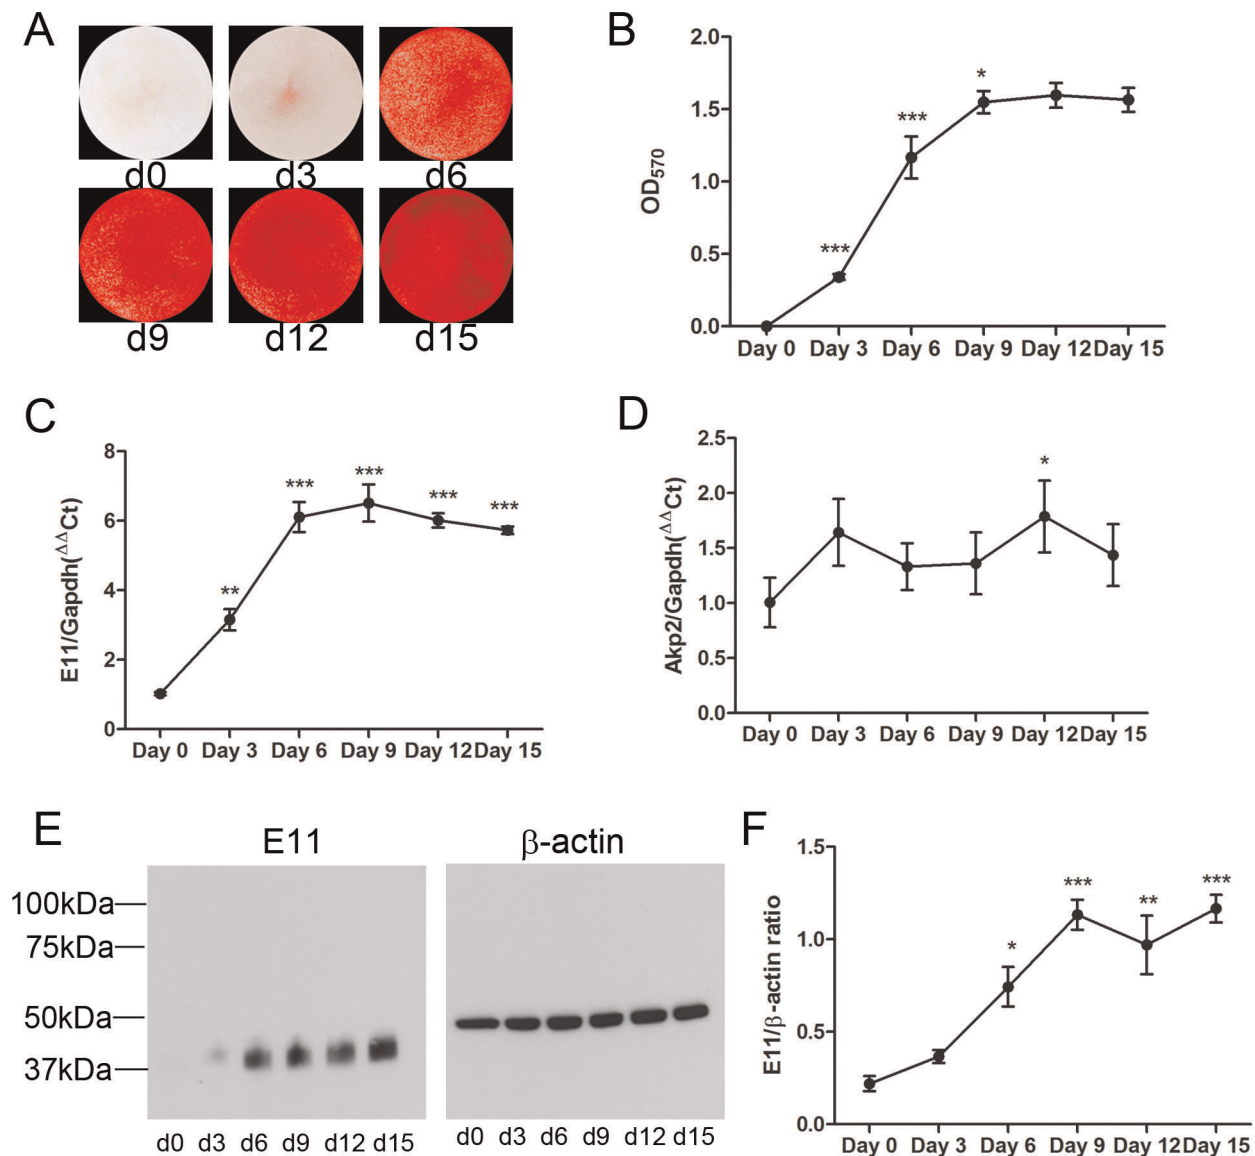 A
d0 d3 d6
d9 d12 d15
B
OD570
2.0
1.5
1.0
0.5
0.0
***
***
*
Day 0 Day 3 Day 6 Day 9 Day 12 Day 15
C
E11/Gapdh(ΔΔCt)
8
6
4
2
0
**
***
***
***
***
Day 0 Day 3 Day 6 Day 9 Day 12 Day 15
D
Akp2/Gapdh(ΔΔCt)
2.5
2.0
1.5
1.0
0.5
0.0
*
Day 0 Day 3 Day 6 Day 9 Day 12 Day 15
E
E11 β-actin
100kDa
75kDa
50kDa
37kDa
d0 d3 d6 d9 d12 d15
d0 d3 d6 d9 d12 d15
F
E11/β-actin ratio
1.5
1.0
0.5
0.0
*
***
**
***
Day 0 Day 3 Day 6 Day 9 Day 12 Day 15